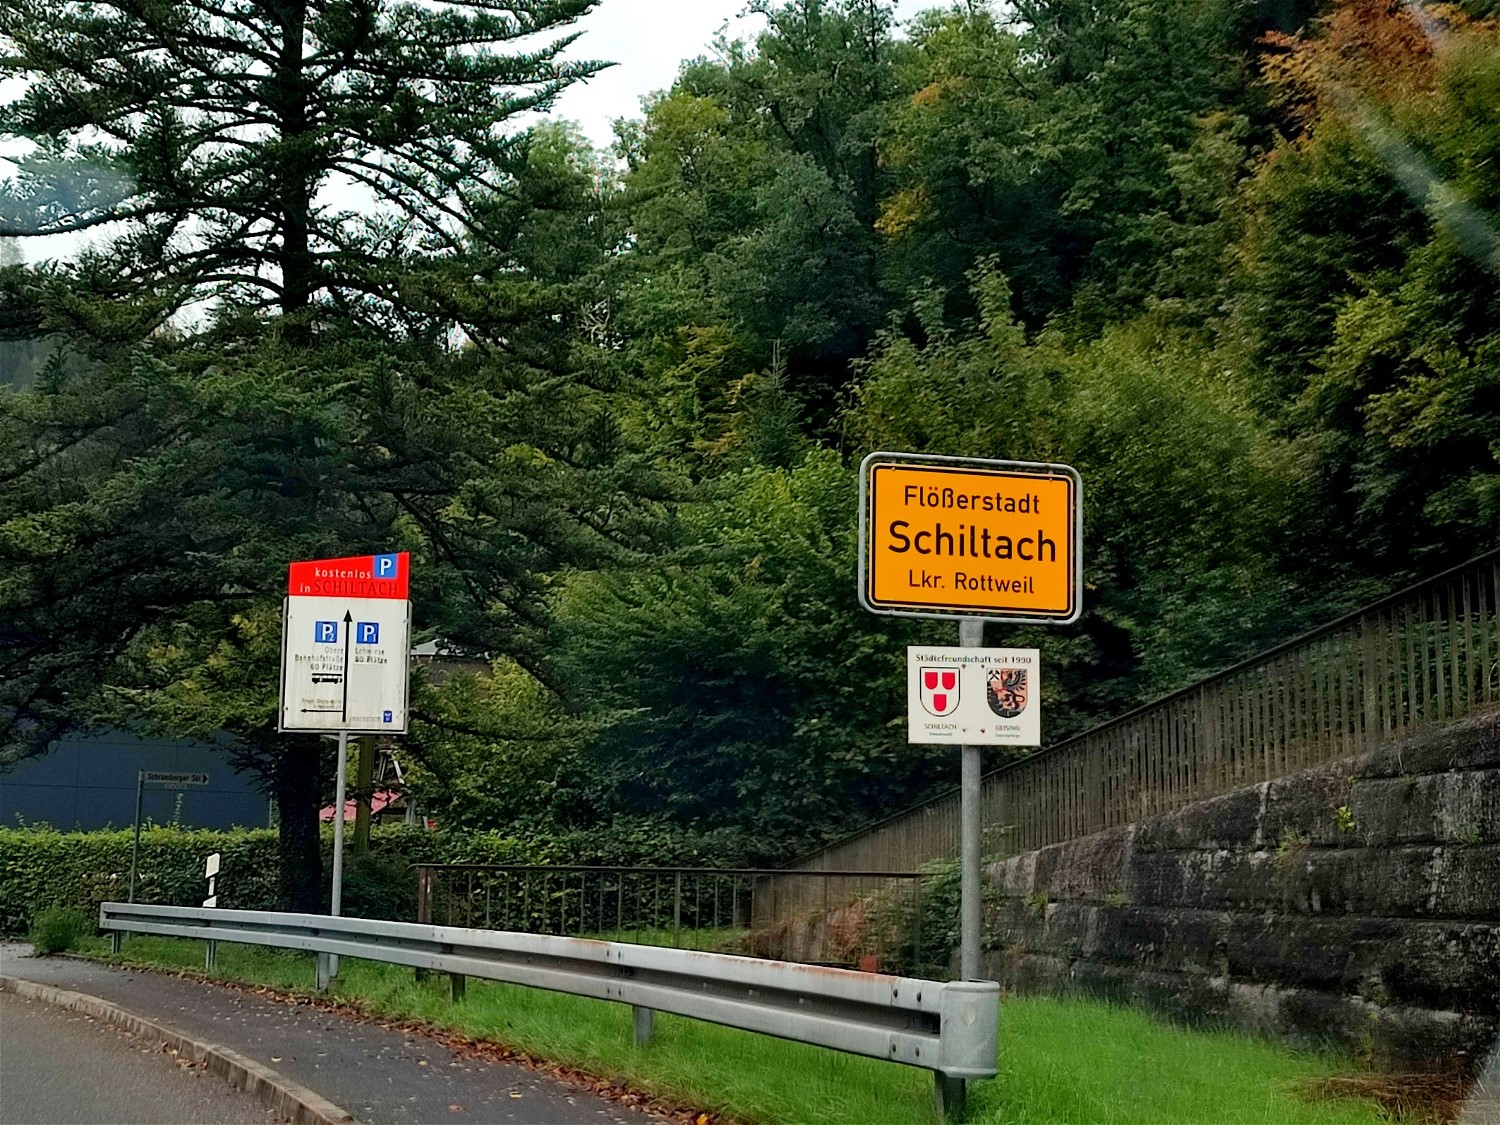 kostenlos P
in SCHILTACH
P2 P1
Obere
Bahnhofstraße
60 Plätze
Lehwiese
80 Plätze
Schramberger Str.
Flößerstadt
Schiltach
Lkr. Rottweil
Städtefreundschaft seit 1990
SCHILTACH
GEISING